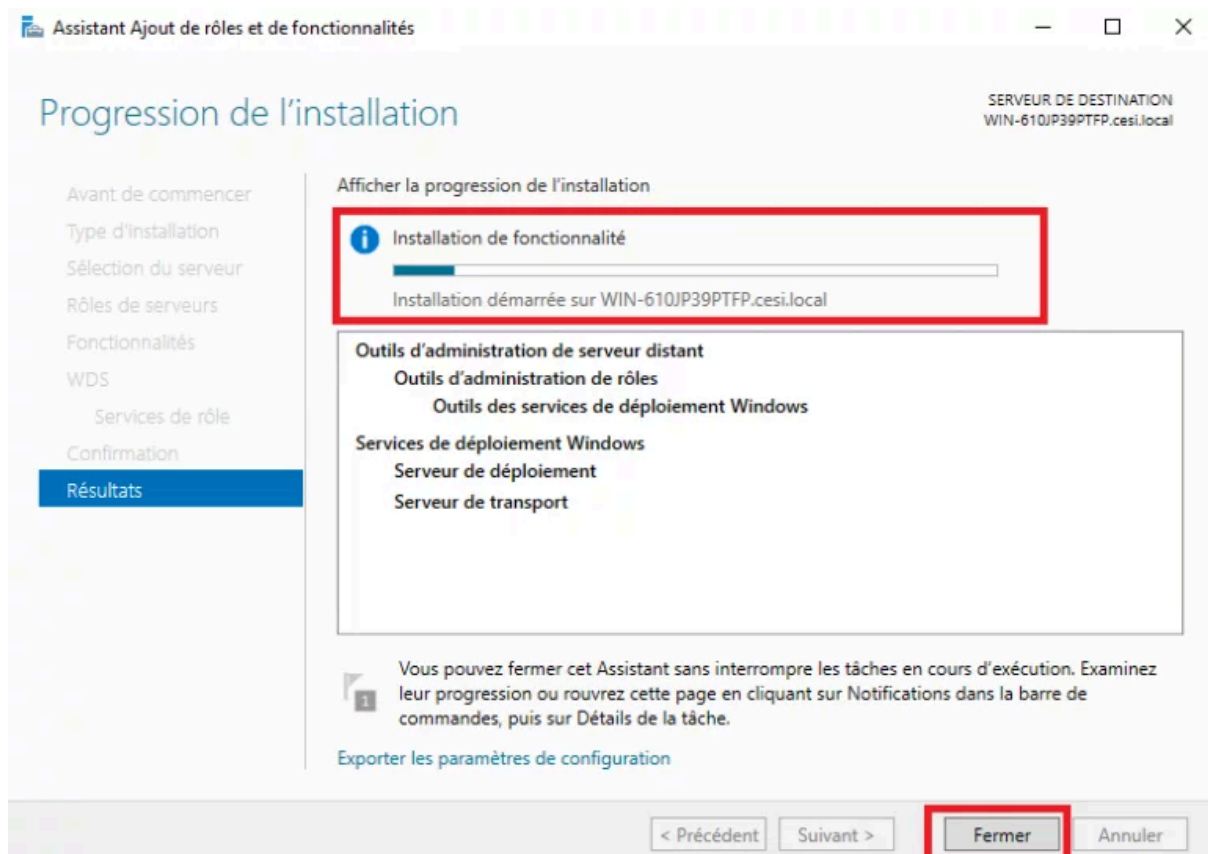 Assistant Ajout de rôles et de fonctionnalités
Progression de l'installation
SERVEUR DE DESTINATION
WIN-610JP39PTFP.cesi.local
Avant de commencer
Type d'installation
Sélection du serveur
Rôles de serveurs
Fonctionnalités
WDS
Services de rôle
Confirmation
Résultats
Afficher la progression de l'installation
Installation de fonctionnalité
Installation démarrée sur WIN-610JP39PTFP.cesi.local
Outils d'administration de serveur distant
Outils d'administration de rôles
Outils des services de déploiement Windows
Services de déploiement Windows
Serveur de déploiement
Serveur de transport
1
Vous pouvez fermer cet Assistant sans interrompre les tâches en cours d'exécution. Examinez
leur progression ou rouvrez cette page en cliquant sur Notifications dans la barre de
commandes, puis sur Détails de la tâche.
Exporter les paramètres de configuration
< Précédent
Suivant >
Fermer
Annuler